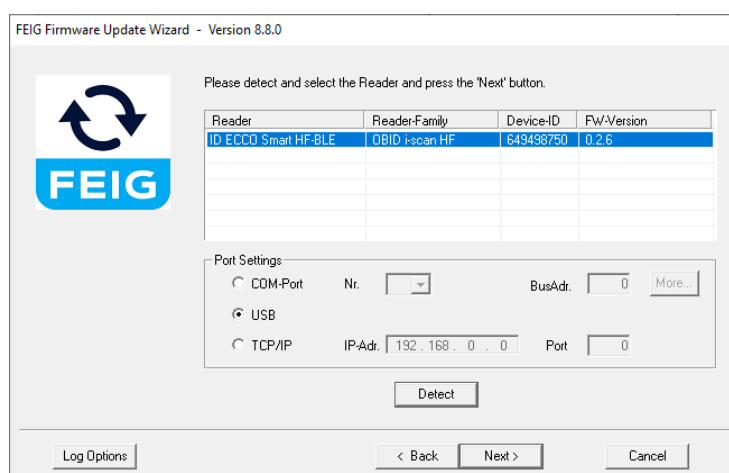 FEIG Firmware Update Wizard - Version 8.8.0
Please detect and select the Reader and press the 'Next' button.
Reader Reader-Family Device-ID FW-Version
ID ECCO Smart HF-BLE OBID i-scan HF 649498750 0.2.6
FEIG
Port Settings
COM-Port Nr. BusAdr. 0 More...
USB
TCP/IP IP-Adr. 192 . 168 . 0 . 0 Port 0
Detect
Log Options < Back Next > Cancel